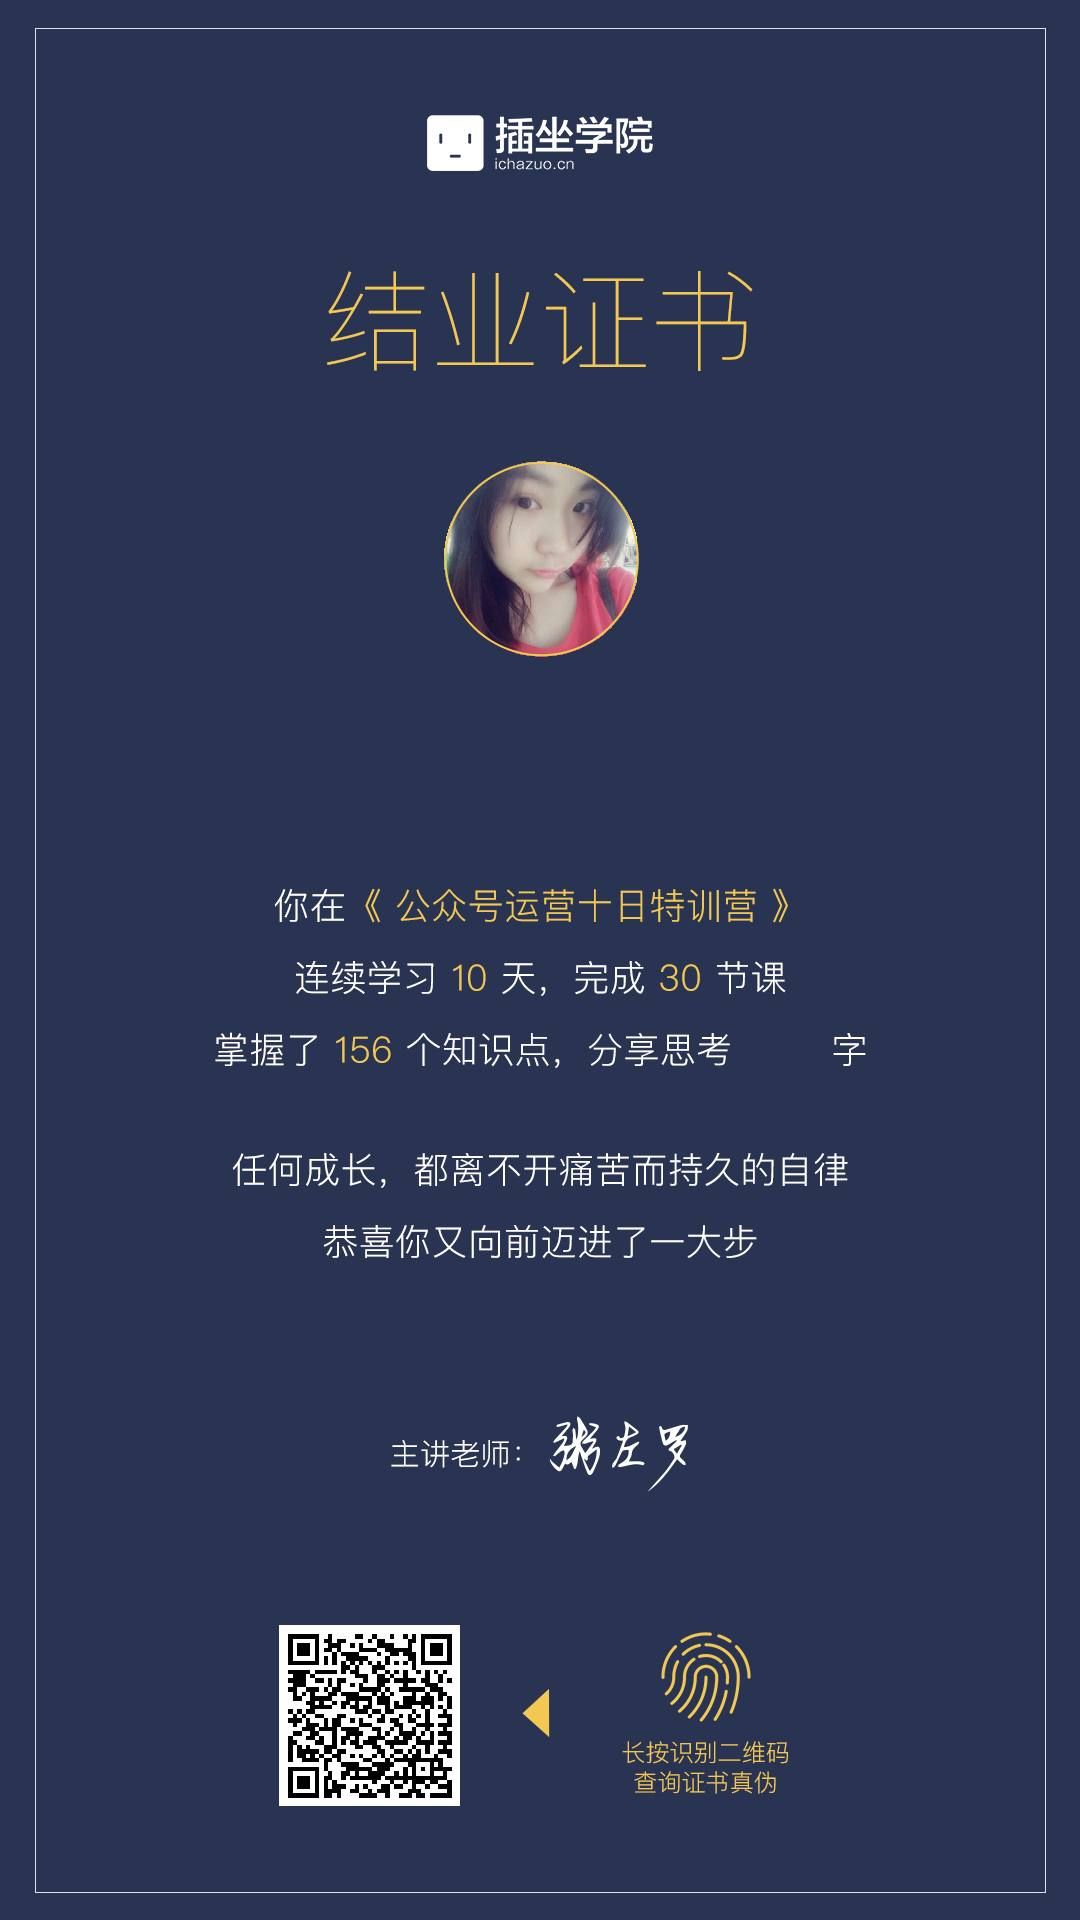 插坐学院
ichazuo.cn
结业证书
你在《 公众号运营十日特训营 》
连续学习 10 天，完成 30 节课
掌握了 156 个知识点，分享思考 字
任何成长，都离不开痛苦而持久的自律
恭喜你又向前迈进了一大步
主讲老师：粥左罗
长按识别二维码
查询证书真伪